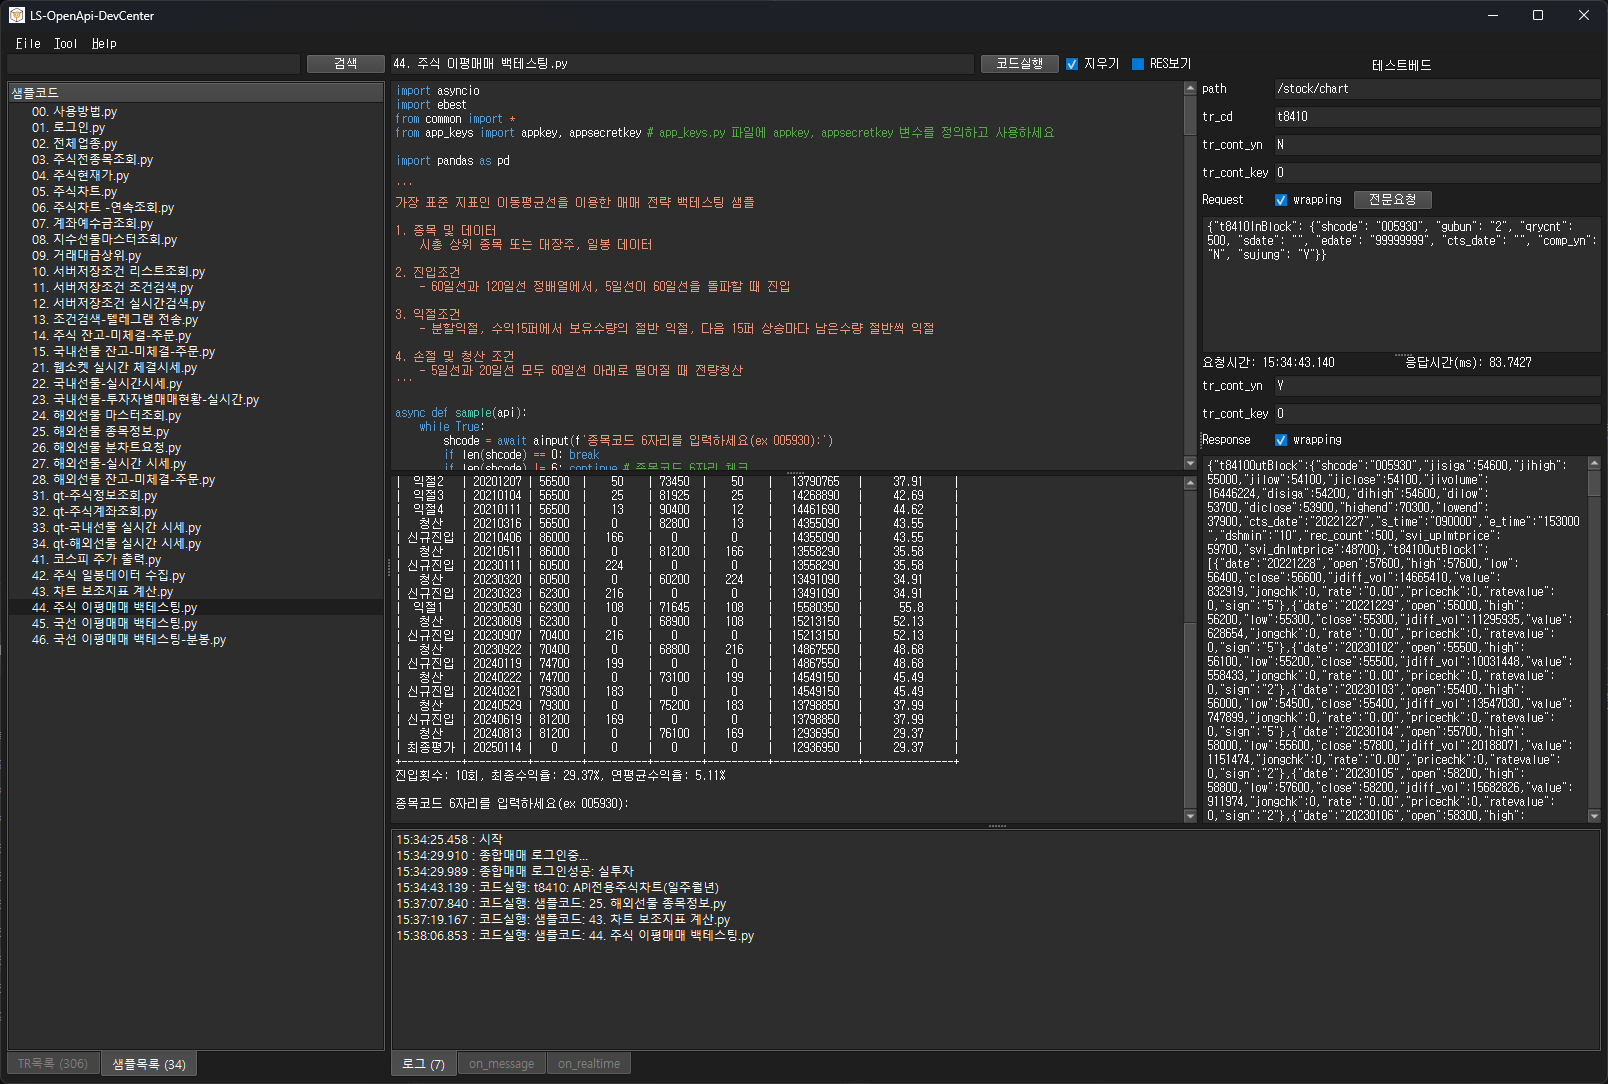 LS-OpenApi-DevCenter
File Tool Help
검색
44. 주식 이평매매 백테스팅.py
코드실행
지우기
RES보기
샘플코드
00. 사용방법.py
01. 로그인.py
02. 전체업종.py
03. 주식전종목조회.py
04. 주식현재가.py
05. 주식차트.py
06. 주식차트 -연속조회.py
07. 계좌예수금조회.py
08. 지수선물마스터조회.py
09. 거래대금상위.py
10. 서버저장조건 리스트조회.py
11. 서버저장조건 조건검색.py
12. 서버저장조건 실시간검색.py
13. 조건검색-텔레그램 전송.py
14. 주식 잔고-미체결-주문.py
15. 국내선물 잔고-미체결-주문.py
21. 웹소켓 실시간 체결시세.py
22. 국내선물-실시간시세.py
23. 국내선물-투자자별매매현황-실시간.py
24. 해외선물 마스터조회.py
25. 해외선물 종목정보.py
26. 해외선물 분차트요청.py
27. 해외선물-실시간 시세.py
28. 해외선물 잔고-미체결-주문.py
31. qt-주식정보조회.py
32. qt-주식계좌조회.py
33. qt-국내선물 실시간 시세.py
34. qt-해외선물 실시간 시세.py
41. 코스피 주가 출력.py
42. 주식 일봉데이터 수집.py
43. 차트 보조지표 계산.py
44. 주식 이평매매 백테스팅.py
45. 국선 이평매매 백테스팅.py
46. 국선 이평매매 백테스팅-분봉.py
TR목록 (306)
샘플목록 (34)
import asyncio
import ebest
from common import *
from app_keys import appkey, appsecretkey # app_keys.py 파일에 appkey, appsecretkey 변수를 정의하고 사용하세요
import pandas as pd
'''
가장 표준 지표인 이동평균선을 이용한 매매 전략 백테스팅 샘플
1. 종목 및 데이터
시총 상위 종목 또는 대장주, 일봉 데이터
2. 진입조건
- 60일선과 120일선 정배열에서, 5일선이 60일선을 돌파할 때 진입
3. 익절조건
- 분할익절, 수익15퍼에서 보유수량의 절반 익절, 다음 15퍼 상승마다 남은수량 절반씩 익절
4. 손절 및 청산 조건
- 5일선과 20일선 모두 60일선 아래로 떨어질 때 전량청산
'''
async def sample(api):
while True:
shcode = await ainput(f'종목코드 6자리를 입력하세요(ex 005930):')
if len(shcode) == 0: break
if len(shcode) != 6: continue # 종목코드 6자리 체크
| 익절2 | 20201207 | 56500 | 50 | 73450 | 50 | 13790765 | 37.91 |
| 익절3 | 20210104 | 56500 | 25 | 81925 | 25 | 14268890 | 42.69 |
| 익절4 | 20210111 | 56500 | 13 | 90400 | 12 | 14461690 | 44.62 |
| 청산 | 20210316 | 56500 | 0 | 82800 | 13 | 14355090 | 43.55 |
| 신규진입 | 20210406 | 86000 | 166 | 0 | 0 | 14355090 | 43.55 |
| 청산 | 20210511 | 86000 | 0 | 81200 | 166 | 13558290 | 35.58 |
| 신규진입 | 20230111 | 60500 | 224 | 0 | 0 | 13558290 | 35.58 |
| 청산 | 20230320 | 60500 | 0 | 60200 | 224 | 13491090 | 34.91 |
| 신규진입 | 20230323 | 62300 | 216 | 0 | 0 | 13491090 | 34.91 |
| 익절1 | 20230530 | 62300 | 108 | 71645 | 108 | 15580350 | 55.8 |
| 청산 | 20230809 | 62300 | 0 | 68900 | 108 | 15213150 | 52.13 |
| 신규진입 | 20230907 | 70400 | 216 | 0 | 0 | 15213150 | 52.13 |
| 청산 | 20230922 | 70400 | 0 | 68800 | 216 | 14867550 | 48.68 |
| 신규진입 | 20240119 | 74700 | 199 | 0 | 0 | 14867550 | 48.68 |
| 청산 | 20240222 | 74700 | 0 | 73100 | 199 | 14549150 | 45.49 |
| 신규진입 | 20240321 | 79300 | 183 | 0 | 0 | 14549150 | 45.49 |
| 청산 | 20240529 | 79300 | 0 | 75200 | 183 | 13798850 | 37.99 |
| 신규진입 | 20240619 | 81200 | 169 | 0 | 0 | 13798850 | 37.99 |
| 청산 | 20240813 | 81200 | 0 | 76100 | 169 | 12936950 | 29.37 |
| 최종평가 | 20250114 | 0 | 0 | 0 | 0 | 12936950 | 29.37 |
진입횟수: 10회, 최종수익율: 29.37%, 연평균수익율: 5.11%
종목코드 6자리를 입력하세요(ex 005930):
15:34:25.458 : 시작
15:34:29.910 : 종합매매 로그인중...
15:34:29.989 : 종합매매 로그인성공: 실투자
15:34:43.139 : 코드실행: t8410: API전용주식차트(일주월년)
15:37:07.840 : 코드실행: 샘플코드: 25. 해외선물 종목정보.py
15:37:19.167 : 코드실행: 샘플코드: 43. 차트 보조지표 계산.py
15:38:06.853 : 코드실행: 샘플코드: 44. 주식 이평매매 백테스팅.py
로그 (7)
on_message
on_realtime
테스트베드
path /stock/chart
tr_cd t8410
tr_cont_yn N
tr_cont_key 0
Request wrapping 전문요청
{"t8410InBlock": {"shcode": "005930", "gubun": "2", "qrycnt":
500, "sdate": "", "edate": "99999999", "cts_date": "", "comp_yn":
"N", "sujung": "Y"}}
요청시간: 15:34:43.140 응답시간(ms): 83.7427
tr_cont_yn Y
tr_cont_key 0
Response wrapping
{"t8410OutBlock":{"shcode":"005930","jisiga":54600,"jihigh":
55000,"jilow":54100,"jiclose":54100,"jivolume":
16446224,"disiga":54200,"dihigh":54600,"dilow":
53700,"diclose":53900,"highend":70300,"lowend":
37900,"cts_date":"20221227","s_time":"090000","e_time":"153000"
,"dshmin":"10","rec_count":500,"svi_uplmtprice":
59700,"svi_dnlmtprice":48700},"t8410OutBlock1":
[{"date":"20221228","open":57600,"high":57600,"low":
56400,"close":56600,"jdiff_vol":14665410,"value":
832919,"jongchk":0,"rate":"0.00","pricechk":0,"ratevalue":
0,"sign":"5"},{"date":"20221229","open":56000,"high":
56200,"low":55300,"close":55300,"jdiff_vol":11295935,"value":
628654,"jongchk":0,"rate":"0.00","pricechk":0,"ratevalue":
0,"sign":"5"},{"date":"20230102","open":55500,"high":
56100,"low":55200,"close":55500,"jdiff_vol":10031448,"value":
558433,"jongchk":0,"rate":"0.00","pricechk":0,"ratevalue":
0,"sign":"2"},{"date":"20230103","open":55400,"high":
56000,"low":54500,"close":55400,"jdiff_vol":13547030,"value":
747899,"jongchk":0,"rate":"0.00","pricechk":0,"ratevalue":
0,"sign":"5"},{"date":"20230104","open":55700,"high":
58000,"low":55600,"close":57800,"jdiff_vol":20188071,"value":
1151474,"jongchk":0,"rate":"0.00","pricechk":0,"ratevalue":
0,"sign":"2"},{"date":"20230105","open":58200,"high":
58800,"low":57600,"close":58200,"jdiff_vol":15682826,"value":
911974,"jongchk":0,"rate":"0.00","pricechk":0,"ratevalue":
0,"sign":"2"},{"date":"20230106","open":58300,"high":